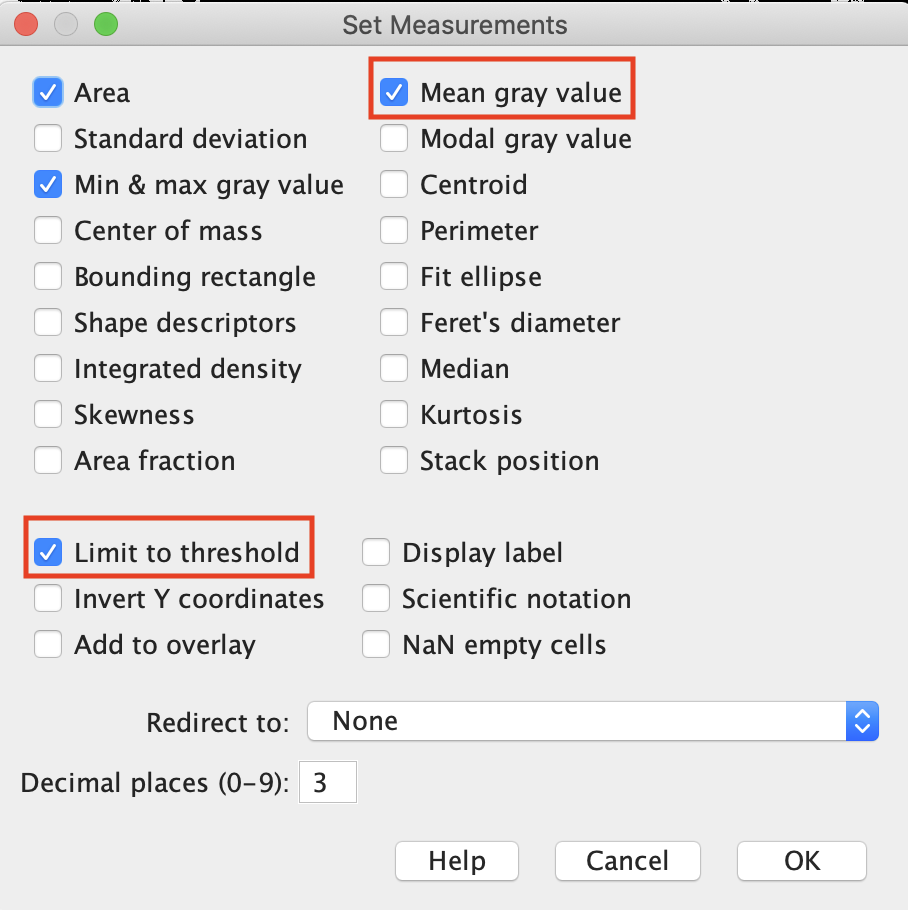 Set Measurements
Area Mean gray value
Standard deviation Modal gray value
Min & max gray value Centroid
Center of mass Perimeter
Bounding rectangle Fit ellipse
Shape descriptors Feret's diameter
Integrated density Median
Skewness Kurtosis
Area fraction Stack position
Limit to threshold Display label
Invert Y coordinates Scientific notation
Add to overlay NaN empty cells
Redirect to: None
Decimal places (0-9): 3
Help Cancel OK